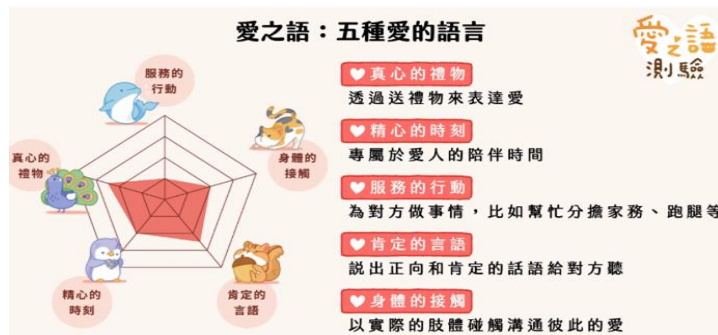 愛之語：五種愛的語言
愛之語
測驗
服務的
行動
身體的
接觸
真心的
禮物
精心的
時刻
肯定的
言語
真心的禮物
透過送禮物來表達愛
精心的時刻
專屬於愛人的陪伴時間
服務的行動
為對方做事情，比如幫忙分擔家務、跑腿等
肯定的言語
説出正向和肯定的話語給對方聽
身體的接觸
以實際的肢體碰觸溝通彼此的愛